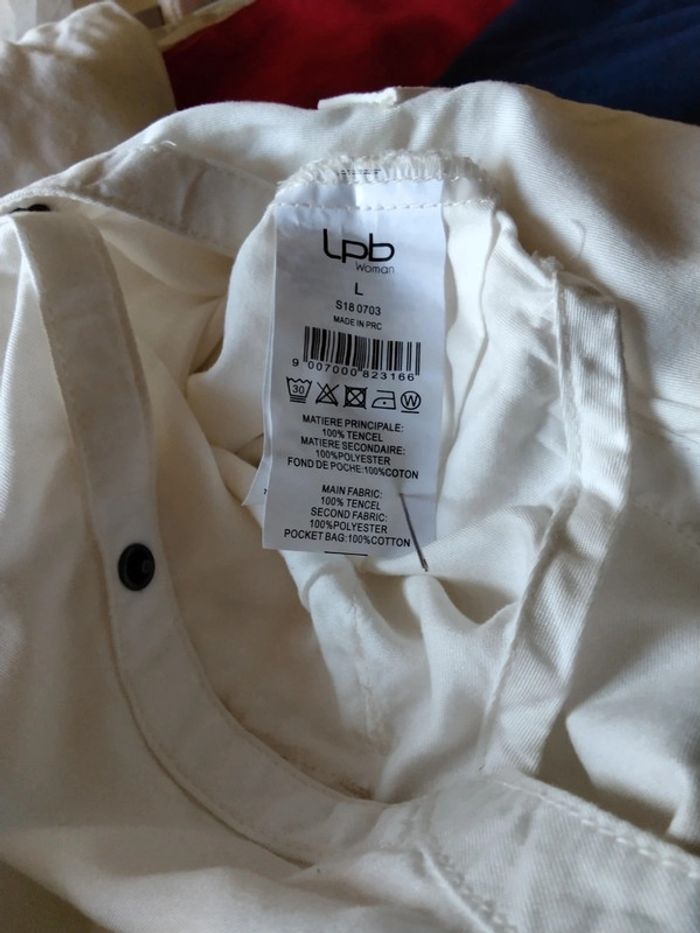 Lpb
Woman
L
S18 0703
MADE IN PRC
9 007000 823166
30 W
MATIERE PRINCIPALE:
100% TENCEL
MATIERE SECONDAIRE:
100%POLYESTER
FOND DE POCHE:100%COTON
MAIN FABRIC:
100% TENCEL
SECOND FABRIC:
100%POLYESTER
POCKET BAG:100%COTTON